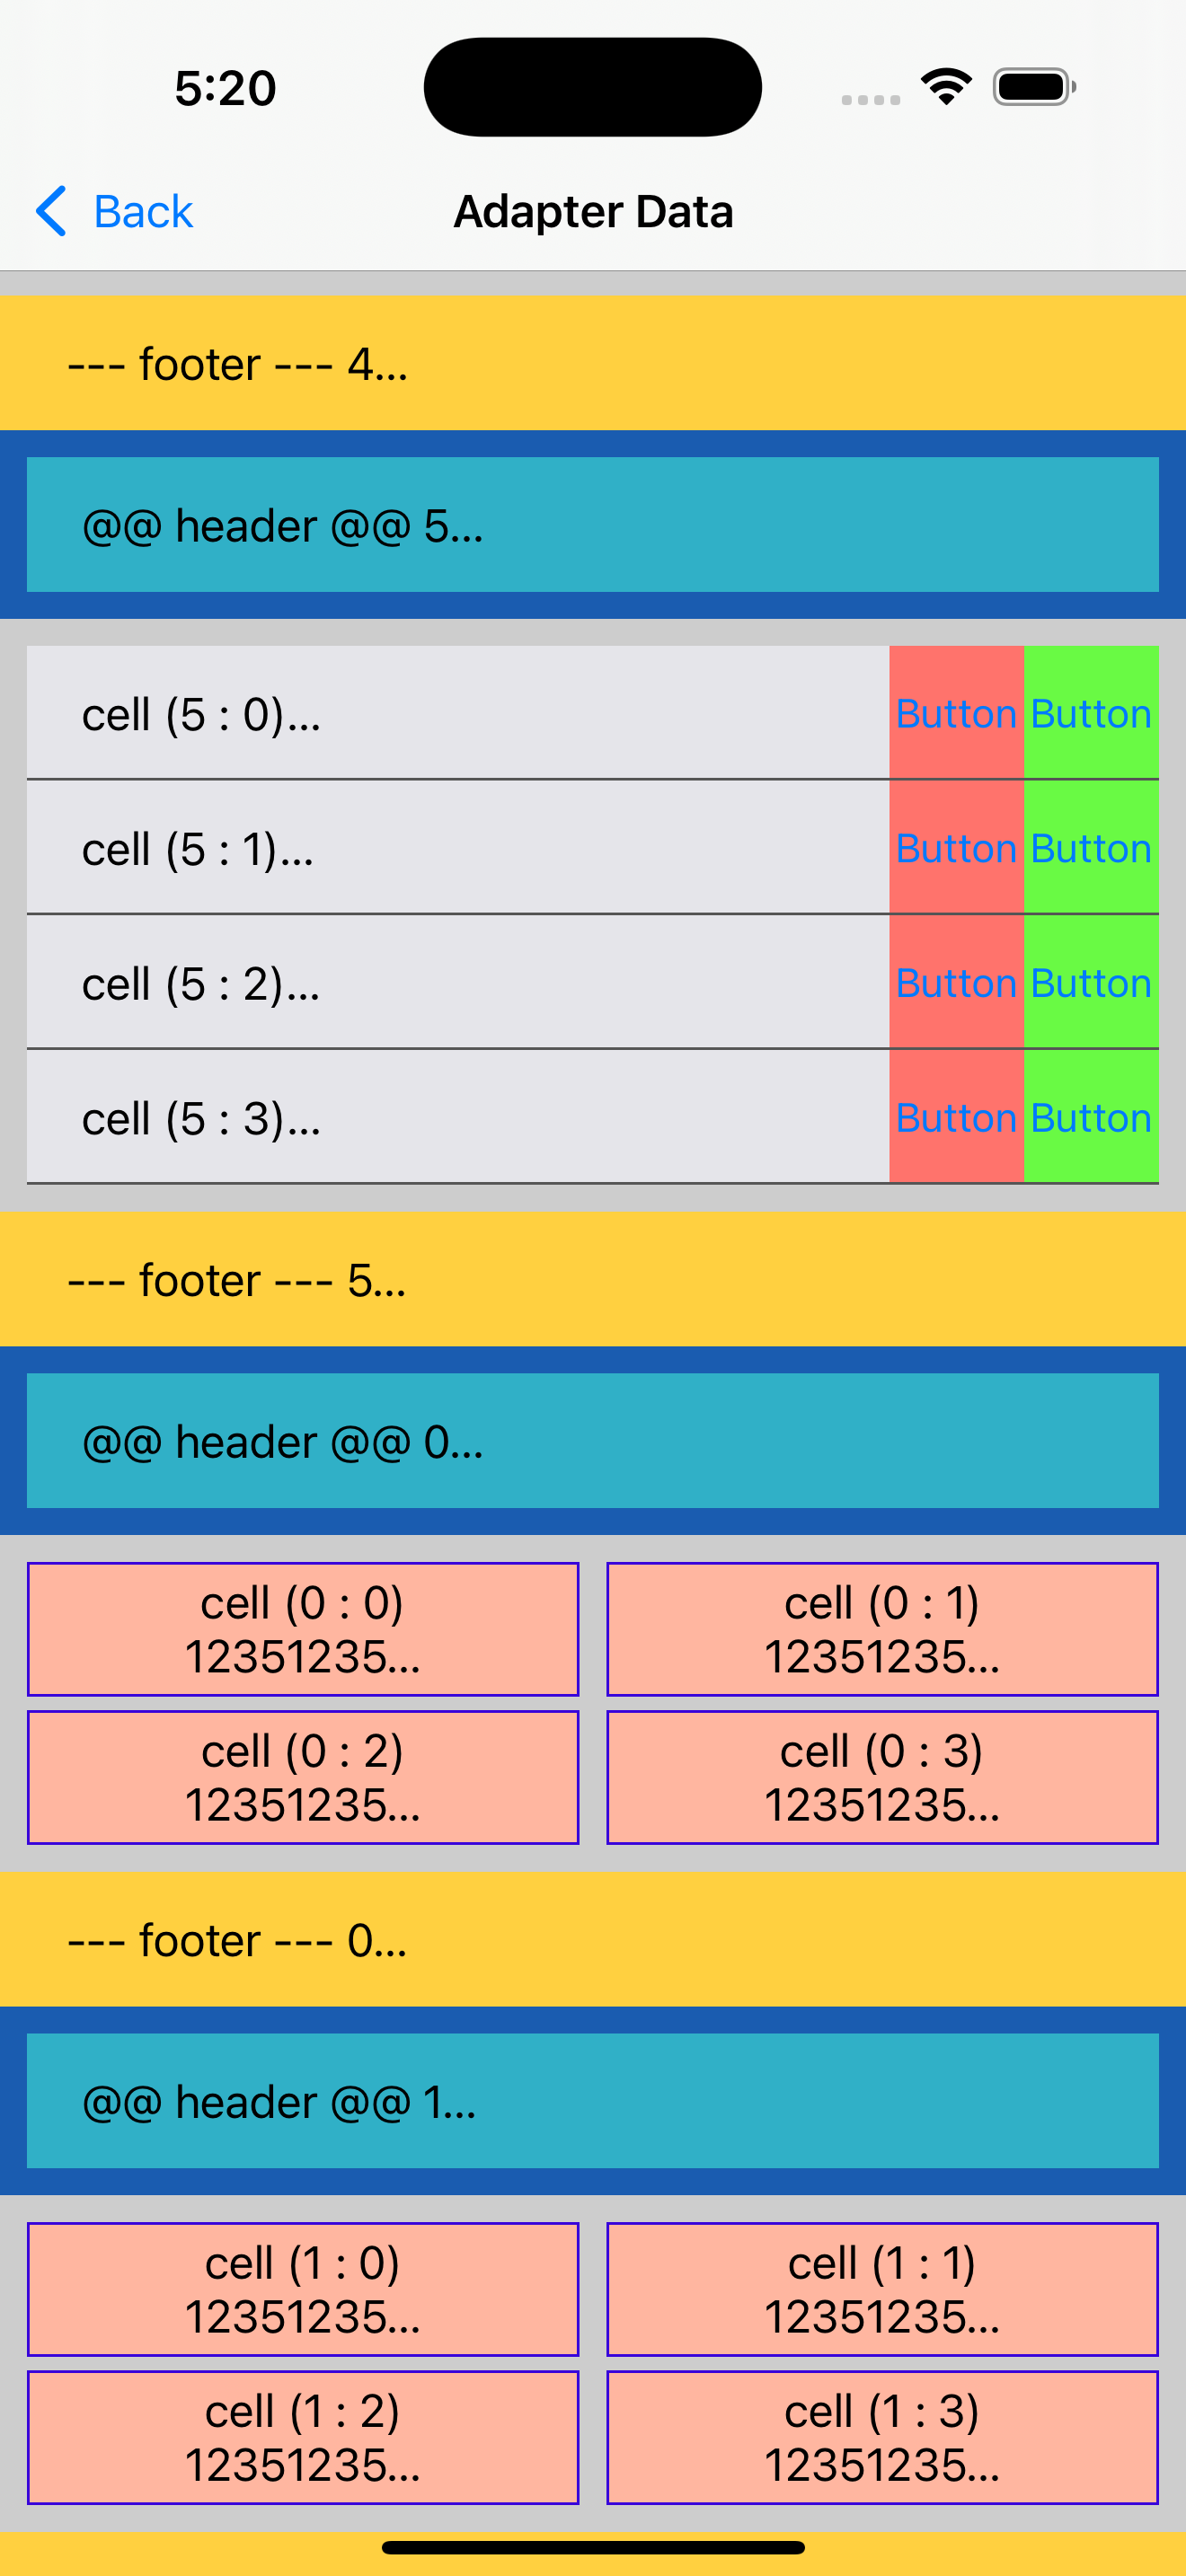 5:20
Back Adapter Data
--- footer --- 4...
@@ header @@ 5...
cell (5 : 0)... Button Button
cell (5 : 1)... Button Button
cell (5 : 2)... Button Button
cell (5 : 3)... Button Button
--- footer --- 5...
@@ header @@ 0...
cell (0 : 0)
12351235...
cell (0 : 1)
12351235...
cell (0 : 2)
12351235...
cell (0 : 3)
12351235...
--- footer --- 0...
@@ header @@ 1...
cell (1 : 0)
12351235...
cell (1 : 1)
12351235...
cell (1 : 2)
12351235...
cell (1 : 3)
12351235...